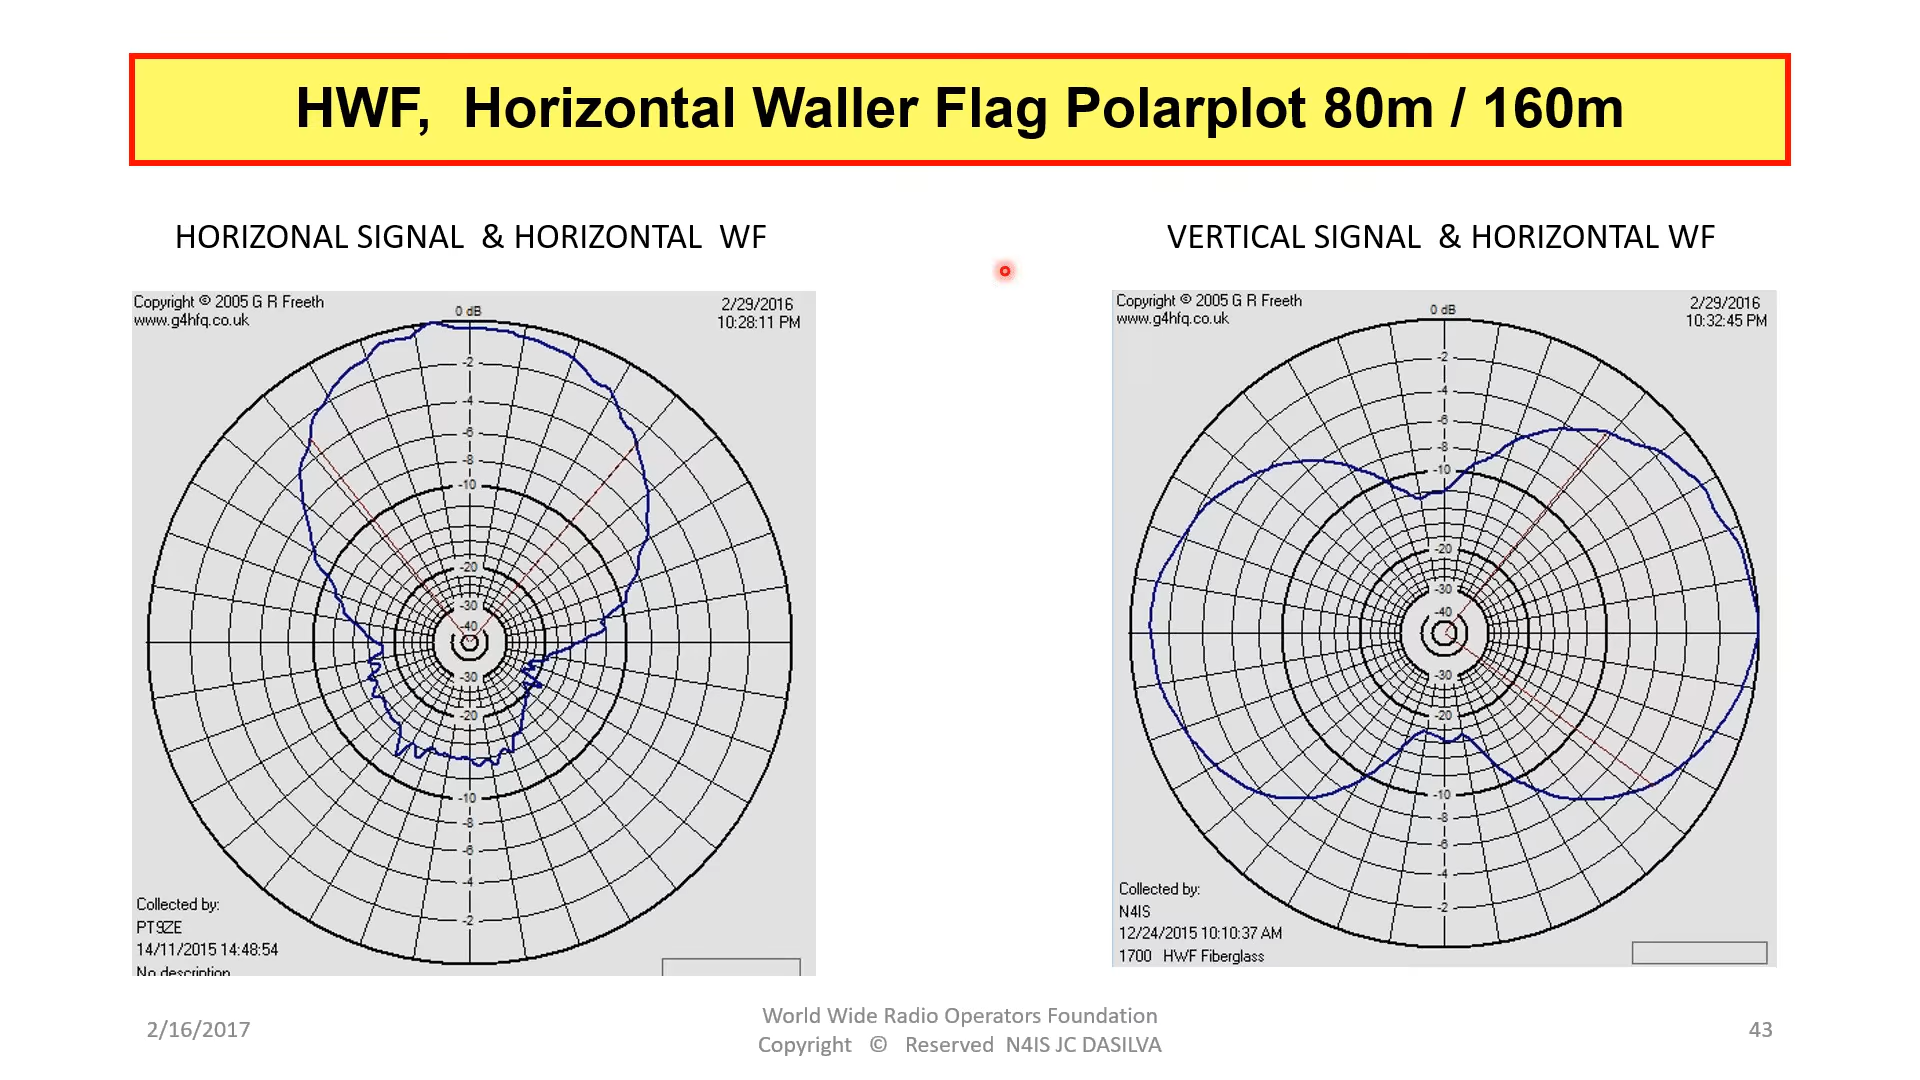 HWF, Horizontal Waller Flag Polarplot 80m / 160m
HORIZONAL SIGNAL & HORIZONTAL WF
VERTICAL SIGNAL & HORIZONTAL WF
Copyright © 2005 G R Freeth
www.g4hfq.co.uk
2/29/2016
10:28:11 PM
0 dB
-2
-4
-6
-8
-10
-20
-30
-40
-30
-20
-10
-8
-6
-4
-2
Collected by:
PT9ZE
14/11/2015 14:48:54
No description
Copyright © 2005 G R Freeth
www.g4hfq.co.uk
2/29/2016
10:32:45 PM
0 dB
-2
-4
-6
-8
-10
-20
-30
-40
-30
-20
-10
-8
-6
-4
-2
Collected by:
N4IS
12/24/2015 10:10:37 AM
1700 HWF Fiberglass
2/16/2017
World Wide Radio Operators Foundation
Copyright © Reserved N4IS JC DASILVA
43